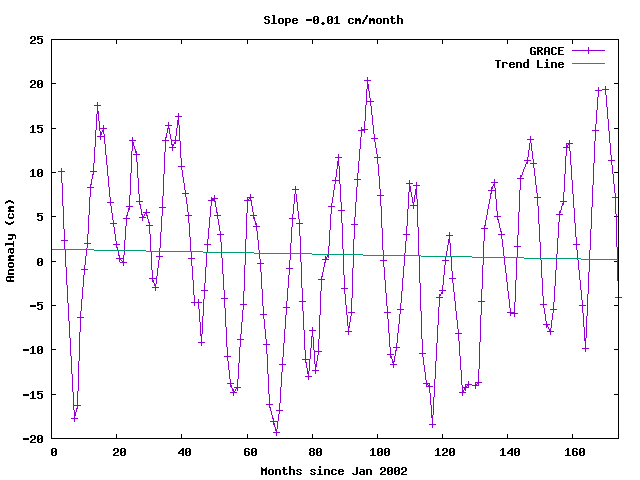 Slope -0.01 cm/month
GRACE
Trend Line
25
20
15
10
5
0
-5
-10
-15
-20
Anomaly (cm)
0 20 40 60 80 100 120 140 160
Months since Jan 2002